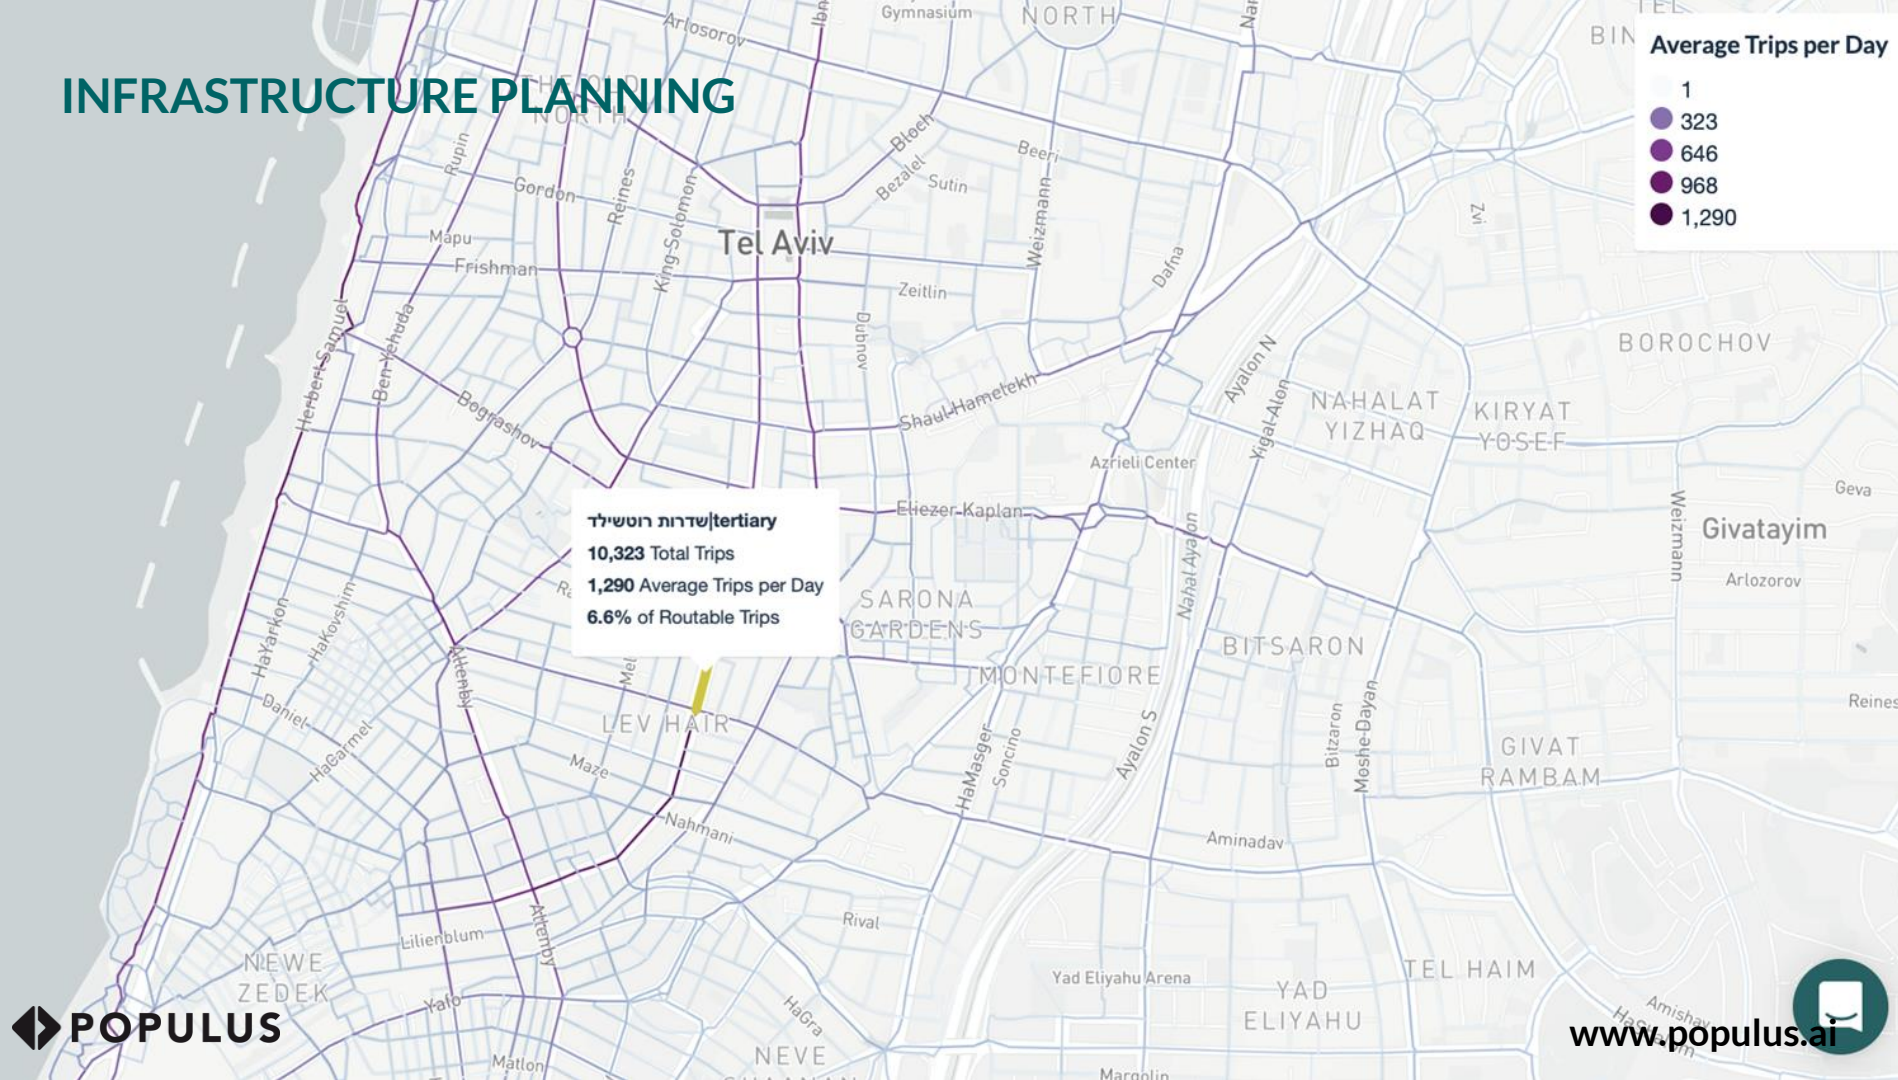 INFRASTRUCTURE PLANNING
Average Trips per Day
1
323
646
968
1,290
שדרות רוטשילד|tertiary
10,323 Total Trips
1,290 Average Trips per Day
6.6% of Routable Trips
Arlosorov
Gymnasium
NORTH
THE OLD
NORTH
Rupin
Gordon
Reines
King Solomon
Bloch
Bezalel
Sutin
Beeri
Weizmann
Zvi
Mapu
Frishman
Tel Aviv
Dafna
Zeitlin
Dubnov
Herbert Samuel
Ben-Yehuda
Bograshov
Shaul-Hamelekh
Ayalon N
Yigal-Alon
BOROCHOV
NAHALAT
YIZHAQ
KIRYAT
YOSEF
Azrieli Center
Eliezer-Kaplan
Nahal Ayalon
Geva
Weizmann
Givatayim
Arlozorov
HaYarkon
HaKovshim
SARONA
GARDENS
MONTEFIORE
BITSARON
Allenby
Daniel
HaCarmel
LEV HAIR
Maze
Nahmani
HaMasger
Soncino
Ayalon S
Bitzaron
Moshe-Dayan
Reines
GIVAT
RAMBAM
Aminadav
Rival
Allenby
Lilienblum
NEWE
ZEDEK
Yafo
Matlon
HaGra
NEVE
Yad Eliyahu Arena
YAD
ELIYAHU
TEL HAIM
Amishav
Margolin
POPULUS
www.populus.ai